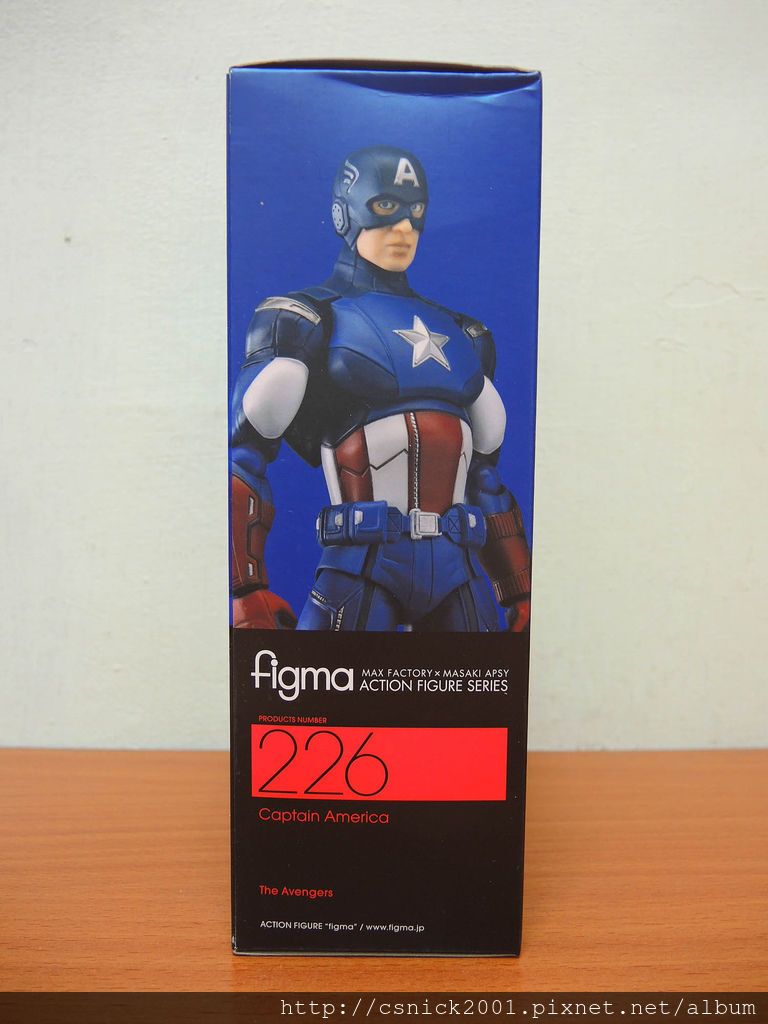 A
figma
MAX FACTORY × MASAKI APSY
ACTION FIGURE SERIES
PRODUCTS NUMBER
226
Captain America
The Avengers
ACTION FIGURE "figma" / www.figma.jp
http://csnick2001.pixnet.net/album